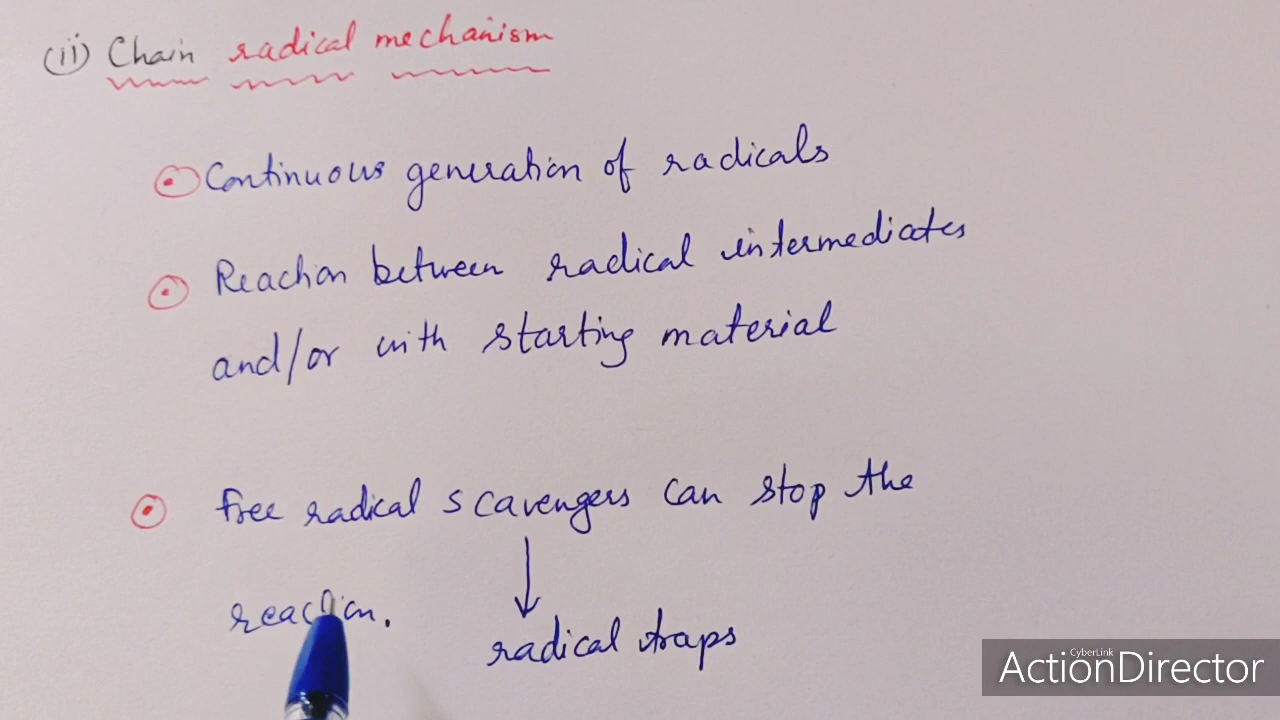 (ii) Chain radical mechanism
Continuous generation of radicals
Reaction between radical intermediates
and/or with starting material
free radical scavengers can stop the
reaction.
radical traps
CyberLink
ActionDirector